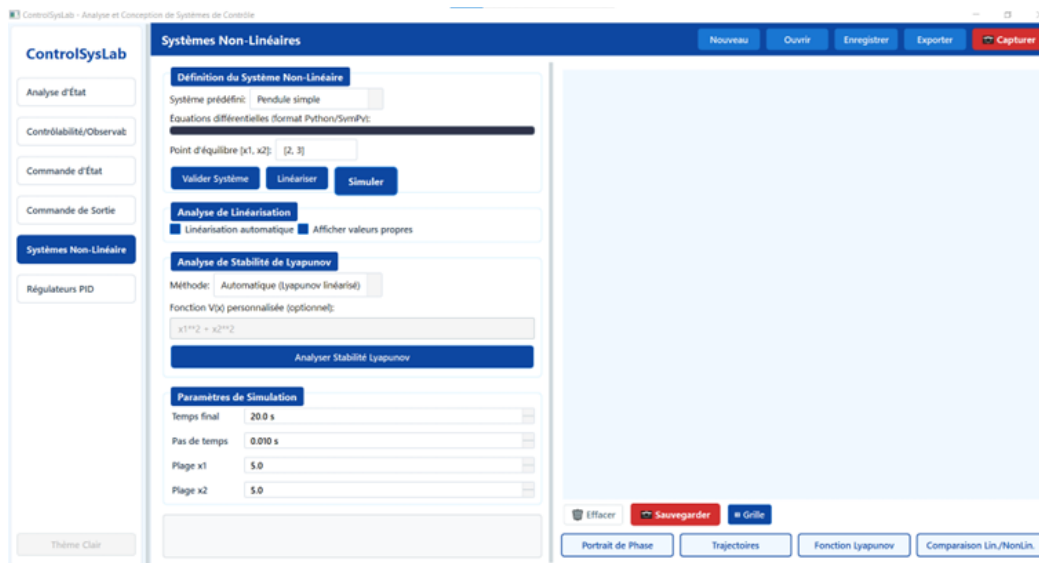 ControlSysLab - Analyse et Conception de Systèmes de Contrôle
ControlSysLab
Analyse d'État
Contrôlabilité/Observab
Commande d'État
Commande de Sortie
Systèmes Non-Linéaire
Régulateurs PID
Thème Clair
Systèmes Non-Linéaires
Nouveau
Ouvrir
Enregistrer
Exporter
Capturer
Définition du Système Non-Linéaire
Système prédéfini: Pendule simple
Equations différentielles (format Python/SymPy):
Point d'équilibre [x1, x2]: [2, 3]
Valider Système
Linéariser
Simuler
Analyse de Linéarisation
Linéarisation automatique
Afficher valeurs propres
Analyse de Stabilité de Lyapunov
Méthode: Automatique (Lyapunov linéarisé)
Fonction V(x) personnalisée (optionnel):
x1**2 + x2**2
Analyser Stabilité Lyapunov
Paramètres de Simulation
Temps final 20.0 s
Pas de temps 0.010 s
Plage x1 5.0
Plage x2 5.0
Effacer
Sauvegarder
Grille
Portrait de Phase
Trajectoires
Fonction Lyapunov
Comparaison Lin./NonLin.